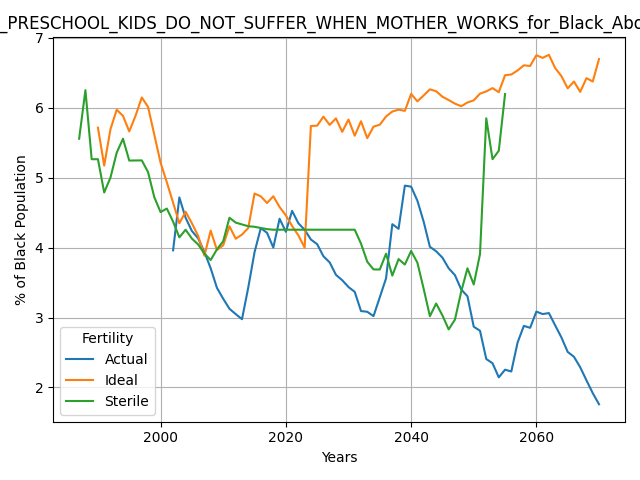 _PRESCHOOL_KIDS_DO_NOT_SUFFER_WHEN_MOTHER_WORKS_for_Black_Abo
7
6
5
4
3
2
% of Black Population
Fertility
Actual
Ideal
Sterile
2000 2020 2040 2060
Years